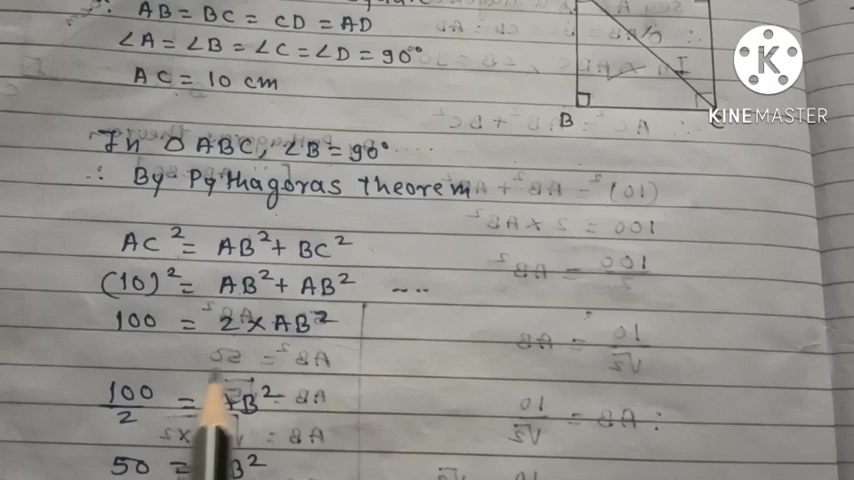 ∴ AB = BC = CD = AD
∠A = ∠B = ∠C = ∠D = 90°
AC = 10 cm
B
K
KINEMASTER
In △ ABC, ∠B = 90°
∴ By Pythagoras theorem
AC² = AB² + BC²
(10)² = AB² + AB² ....
100 = 2 × AB²
100/2 = AB²
50 = B²